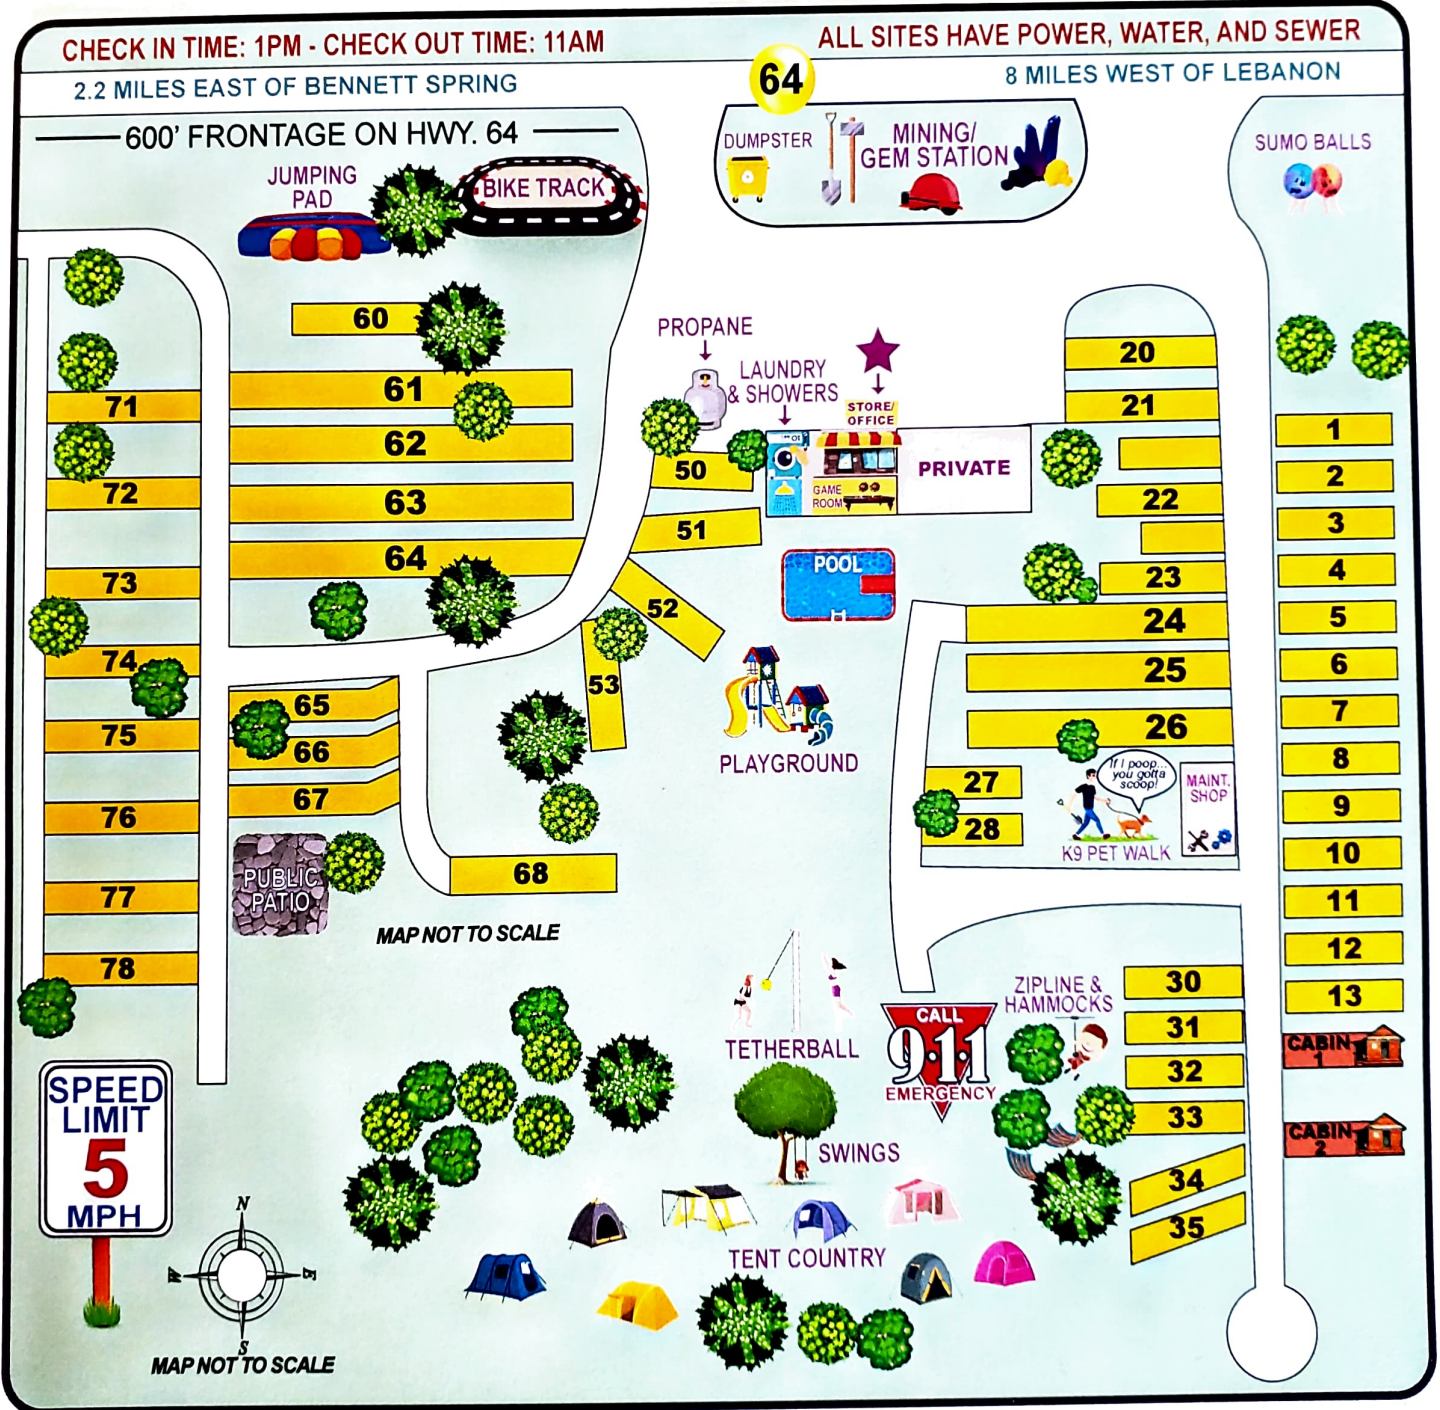 CHECK IN TIME: 1PM - CHECK OUT TIME: 11AM
ALL SITES HAVE POWER, WATER, AND SEWER
2.2 MILES EAST OF BENNETT SPRING
64
8 MILES WEST OF LEBANON
600' FRONTAGE ON HWY. 64
DUMPSTER
MINING/
GEM STATION
SUMO BALLS
JUMPING
PAD
BIKE TRACK
60
61
62
63
64
PROPANE
LAUNDRY
& SHOWERS
STORE/
OFFICE
GAME
ROOM
PRIVATE
50
51
52
53
POOL
PLAYGROUND
20
21
22
23
24
25
26
27
28
If I poop...
you gotta
scoop!
K9 PET WALK
MAINT.
SHOP
1
2
3
4
5
6
7
8
9
10
11
12
13
CABIN
1
CABIN
2
71
72
73
74
75
76
77
78
65
66
67
68
PUBLIC
PATIO
MAP NOT TO SCALE
TETHERBALL
CALL
9·1·1
EMERGENCY
ZIPLINE &
HAMMOCKS
30
31
32
33
34
35
SWINGS
TENT COUNTRY
SPEED
LIMIT
5
MPH
N
W
E
S
MAP NOT TO SCALE